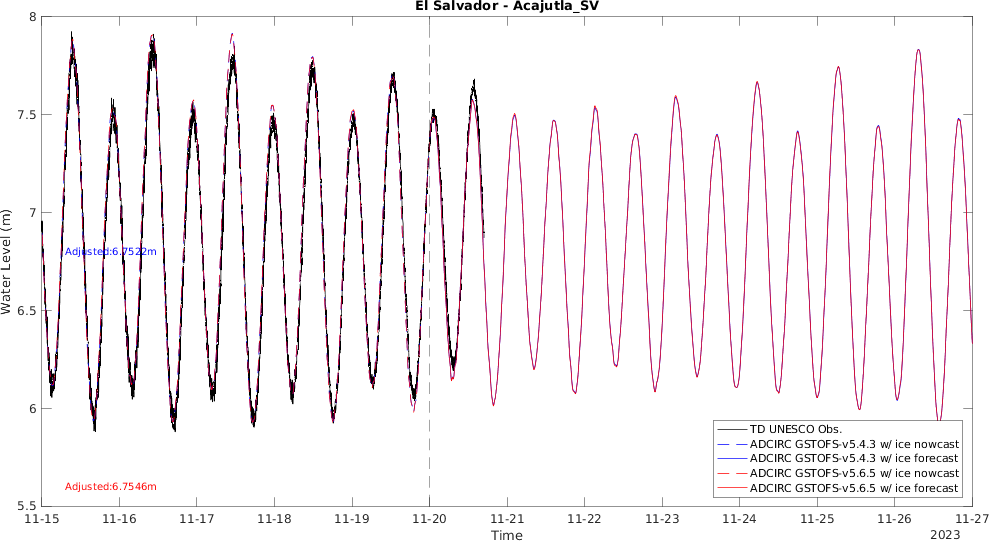 El Salvador - Acajutla_SV
8
7.5
7
6.5
6
5.5
Water Level (m)
Adjusted:6.7522m
Adjusted:6.7546m
TD UNESCO Obs.
ADCIRC GSTOFS-v5.4.3 w/ ice nowcast
ADCIRC GSTOFS-v5.4.3 w/ ice forecast
ADCIRC GSTOFS-v5.6.5 w/ ice nowcast
ADCIRC GSTOFS-v5.6.5 w/ ice forecast
11-15 11-16 11-17 11-18 11-19 11-20 11-21 11-22 11-23 11-24 11-25 11-26 11-27
Time
2023